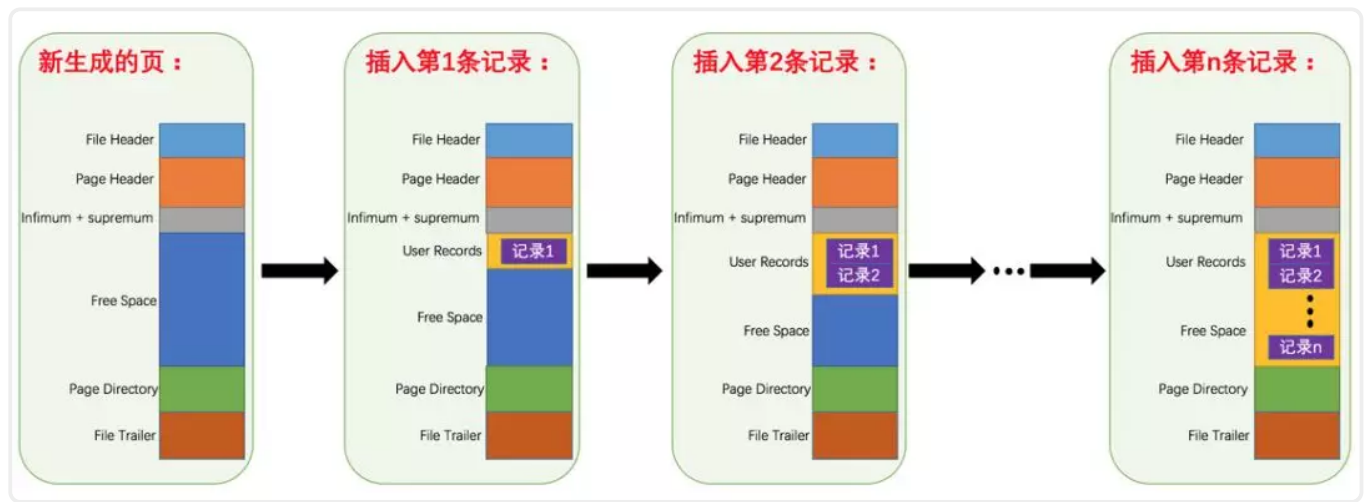 新生成的页：
File Header
Page Header
Infimum + supremum
Free Space
Page Directory
File Trailer
插入第1条记录：
File Header
Page Header
Infimum + supremum
User Records
记录1
Free Space
Page Directory
File Trailer
插入第2条记录：
File Header
Page Header
Infimum + supremum
User Records
记录1
记录2
Free Space
Page Directory
File Trailer
插入第n条记录：
File Header
Page Header
Infimum + supremum
User Records
记录1
记录2
Free Space
记录n
Page Directory
File Trailer